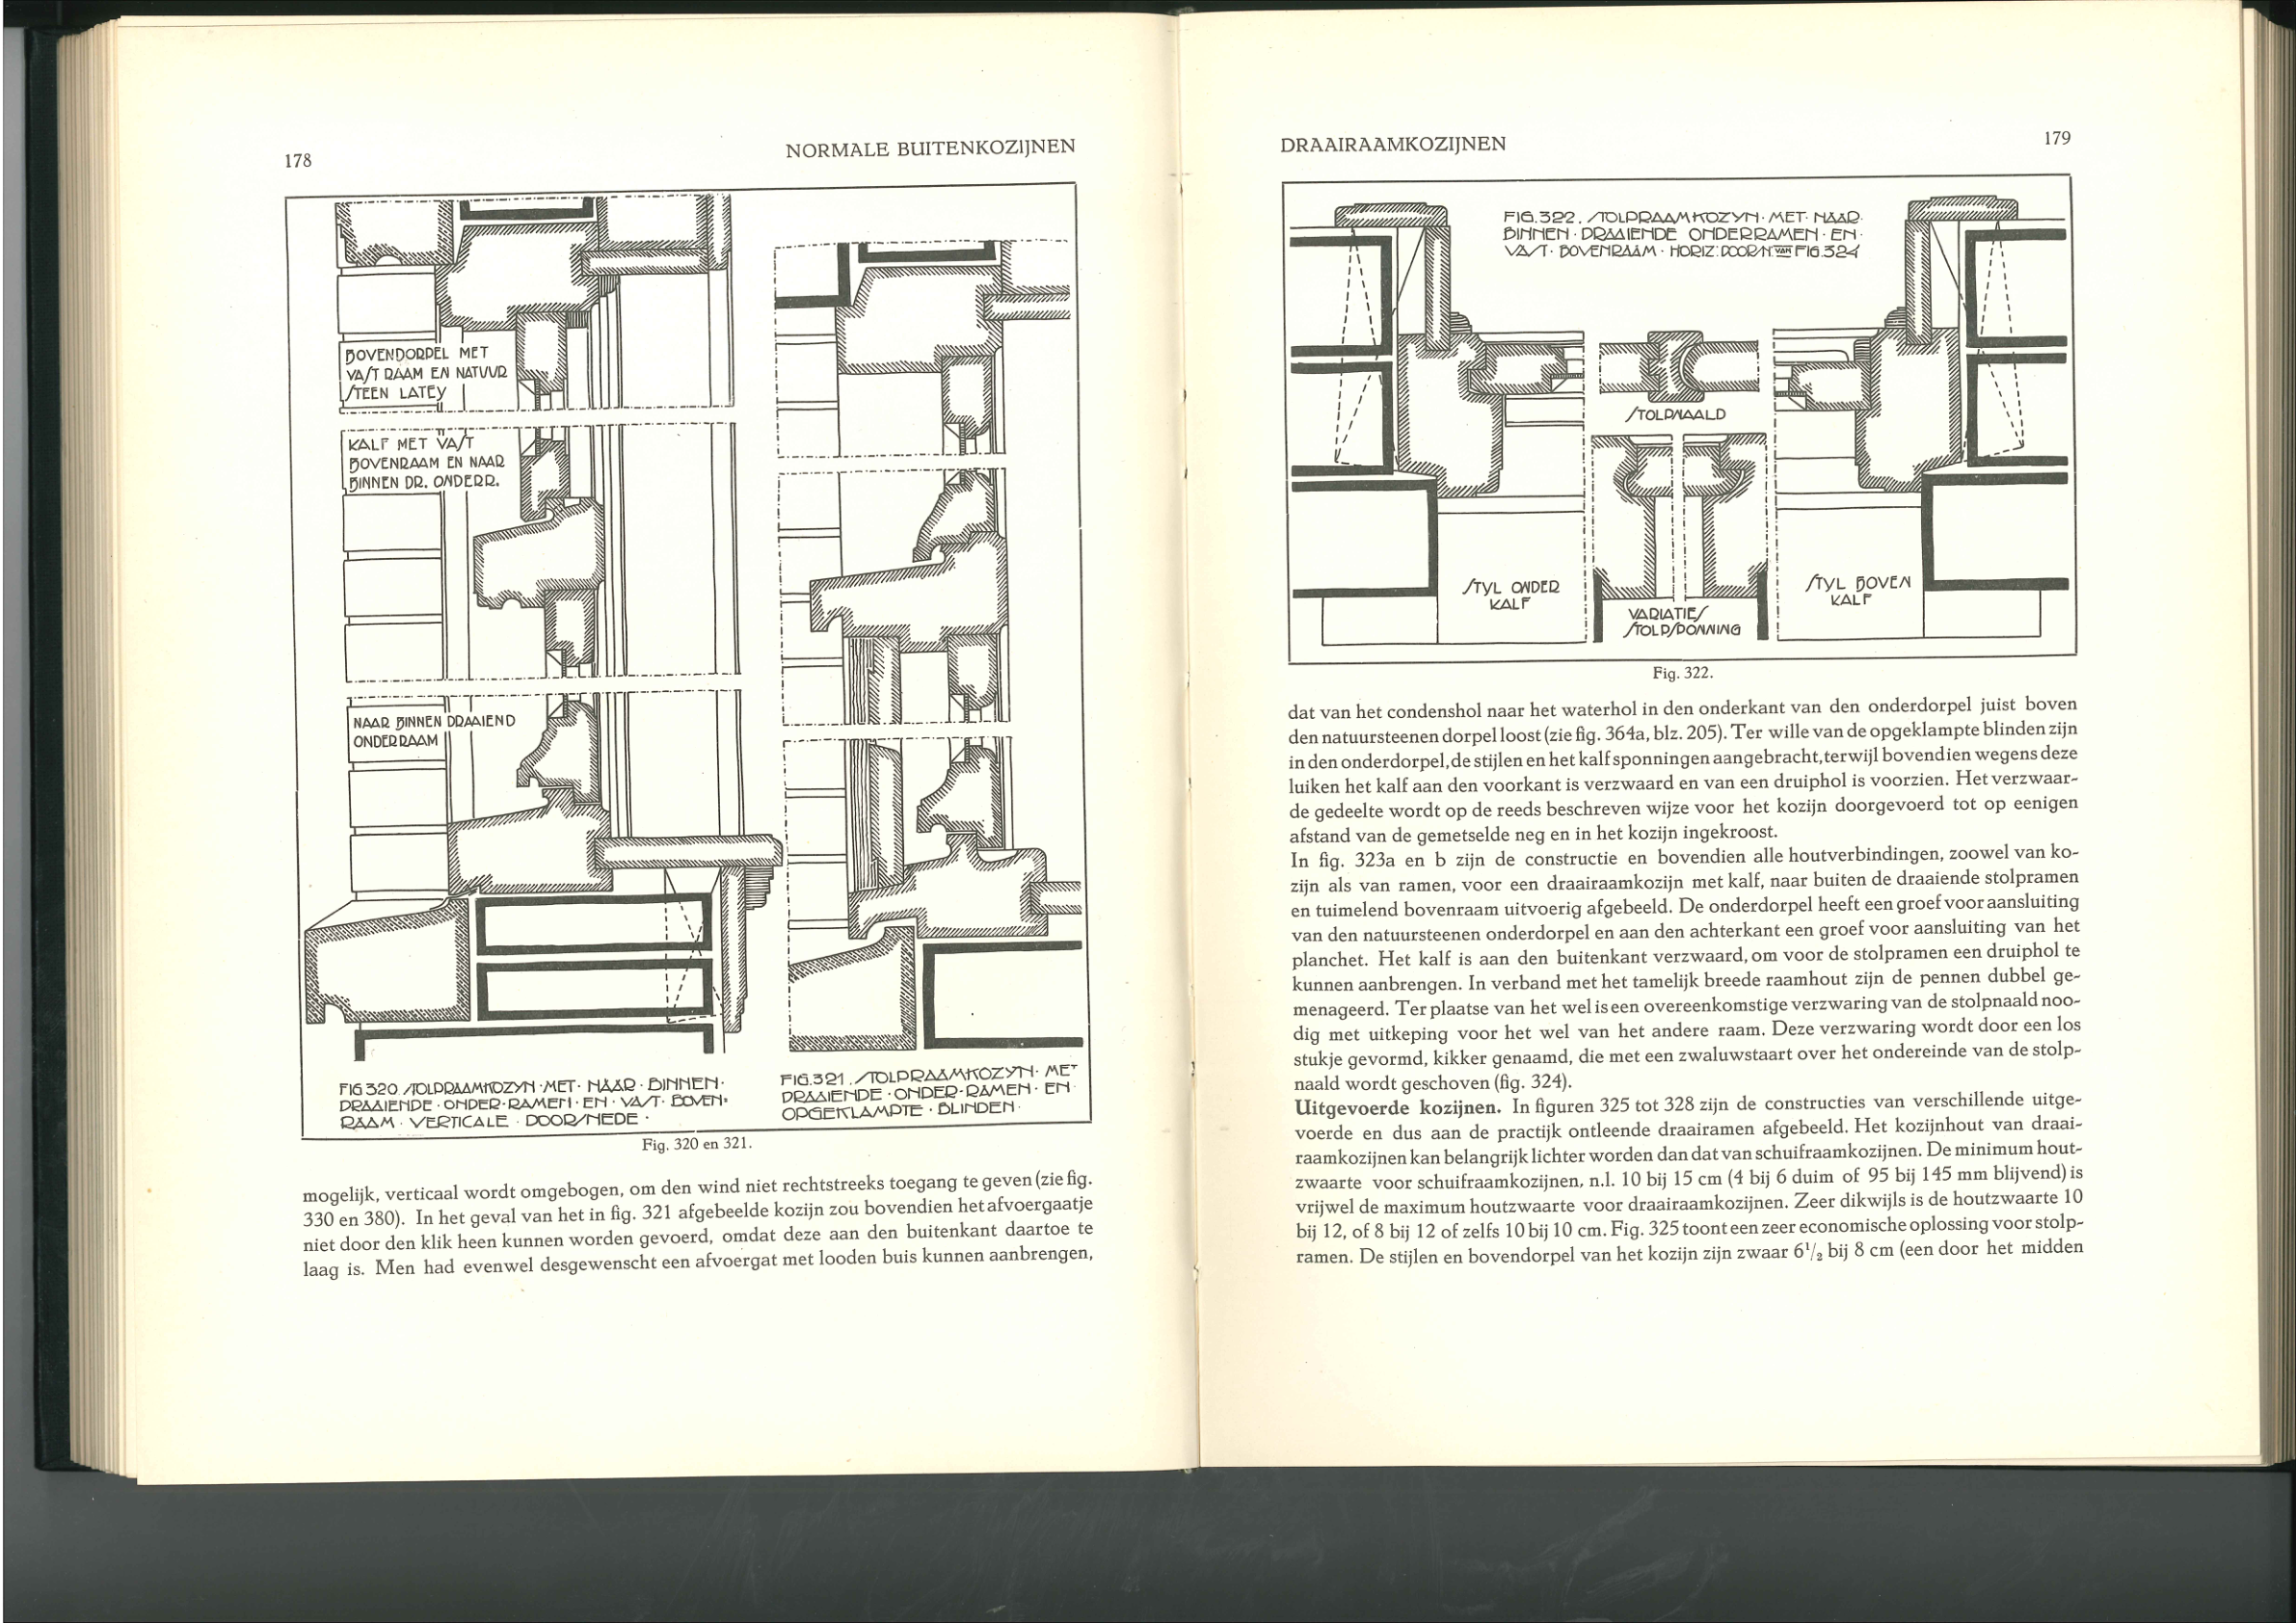 178
NORMALE BUITENKOZIJNEN
BOVENDORPEL MET
VAST RAAM EN NATUUR
STEEN LATEY
KALF MET VAST
BOVENRAAM EN NAAR
BINNEN DR. ONDERR.
NAAR BINNEN DRAAIEND
ONDERRAAM
FIG 320. STOLPRAAMKOZYN · MET · NAAR · BINNEN ·
DRAAIENDE · ONDER-RAMEN · EN · VAST · BOVEN=
RAAM · VERTICALE · DOORSNEDE ·
FIG. 321. STOLPRAAMKOZYN · MET
DRAAIENDE · ONDER-RAMEN · EN ·
OPGEKLAMPTE · BLINDEN ·
Fig. 320 en 321.
mogelijk, verticaal wordt omgebogen, om den wind niet rechtstreeks toegang te geven (zie fig.
330 en 380). In het geval van het in fig. 321 afgebeelde kozijn zou bovendien het afvoergaatje
niet door den klik heen kunnen worden gevoerd, omdat deze aan den buitenkant daartoe te
laag is. Men had evenwel desgewenscht een afvoergat met looden buis kunnen aanbrengen,
DRAAIRAAMKOZIJNEN
179
FIG. 322. STOLPRAAMKOZYN · MET · NAAR ·
BINNEN · DRAAIENDE ONDERRAMEN · EN ·
VAST · BOVENRAAM · HORIZ: DOORSN. VAN FIG. 324
STOLPNAALD
STYL ONDER
KALF
VARIATIES
STOLPSPONNING
STYL BOVEN
KALF
Fig. 322.
dat van het condenshol naar het waterhol in den onderkant van den onderdorpel juist boven
den natuursteenen dorpel loost (zie fig. 364a, blz. 205). Ter wille van de opgeklampte blinden zijn
in den onderdorpel, de stijlen en het kalf sponningen aangebracht, terwijl bovendien wegens deze
luiken het kalf aan den voorkant is verzwaard en van een druiphol is voorzien. Het verzwaar-
de gedeelte wordt op de reeds beschreven wijze voor het kozijn doorgevoerd tot op eenigen
afstand van de gemetselde neg en in het kozijn ingekroost.
In fig. 323a en b zijn de constructie en bovendien alle houtverbindingen, zoowel van ko-
zijn als van ramen, voor een draairaamkozijn met kalf, naar buiten de draaiende stolpramen
en tuimelend bovenraam uitvoerig afgebeeld. De onderdorpel heeft een groef voor aansluiting
van den natuursteenen onderdorpel en aan den achterkant een groef voor aansluiting van het
planchet. Het kalf is aan den buitenkant verzwaard, om voor de stolpramen een druiphol te
kunnen aanbrengen. In verband met het tamelijk breede raamhout zijn de pennen dubbel ge-
menageerd. Ter plaatse van het wel is een overeenkomstige verzwaring van de stolpnaald noo-
dig met uitkeping voor het wel van het andere raam. Deze verzwaring wordt door een los
stukje gevormd, kikker genaamd, die met een zwaluwstaart over het ondereinde van de stolp-
naald wordt geschoven (fig. 324).
Uitgevoerde kozijnen. In figuren 325 tot 328 zijn de constructies van verschillende uitge-
voerde en dus aan de practijk ontleende draairamen afgebeeld. Het kozijnhout van draai-
raamkozijnen kan belangrijk lichter worden dan dat van schuifraamkozijnen. De minimum hout-
zwaarte voor schuifraamkozijnen, n.l. 10 bij 15 cm (4 bij 6 duim of 95 bij 145 mm blijvend) is
vrijwel de maximum houtzwaarte voor draairaamkozijnen. Zeer dikwijls is de houtzwaarte 10
bij 12, of 8 bij 12 of zelfs 10 bij 10 cm. Fig. 325 toont een zeer economische oplossing voor stolp-
ramen. De stijlen en bovendorpel van het kozijn zijn zwaar 6¹/₂ bij 8 cm (een door het midden